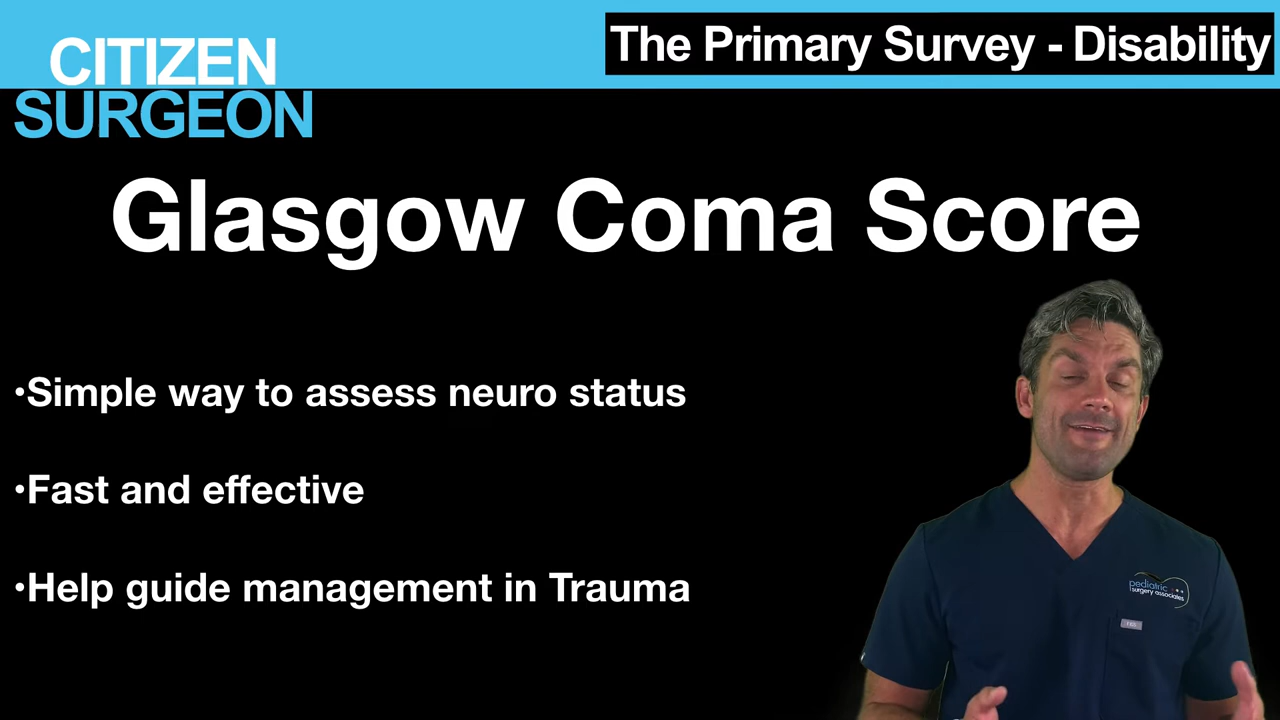 CITIZEN
SURGEON
The Primary Survey - Disability
Glasgow Coma Score
•Simple way to assess neuro status
•Fast and effective
•Help guide management in Trauma
pediatric
surgery associates